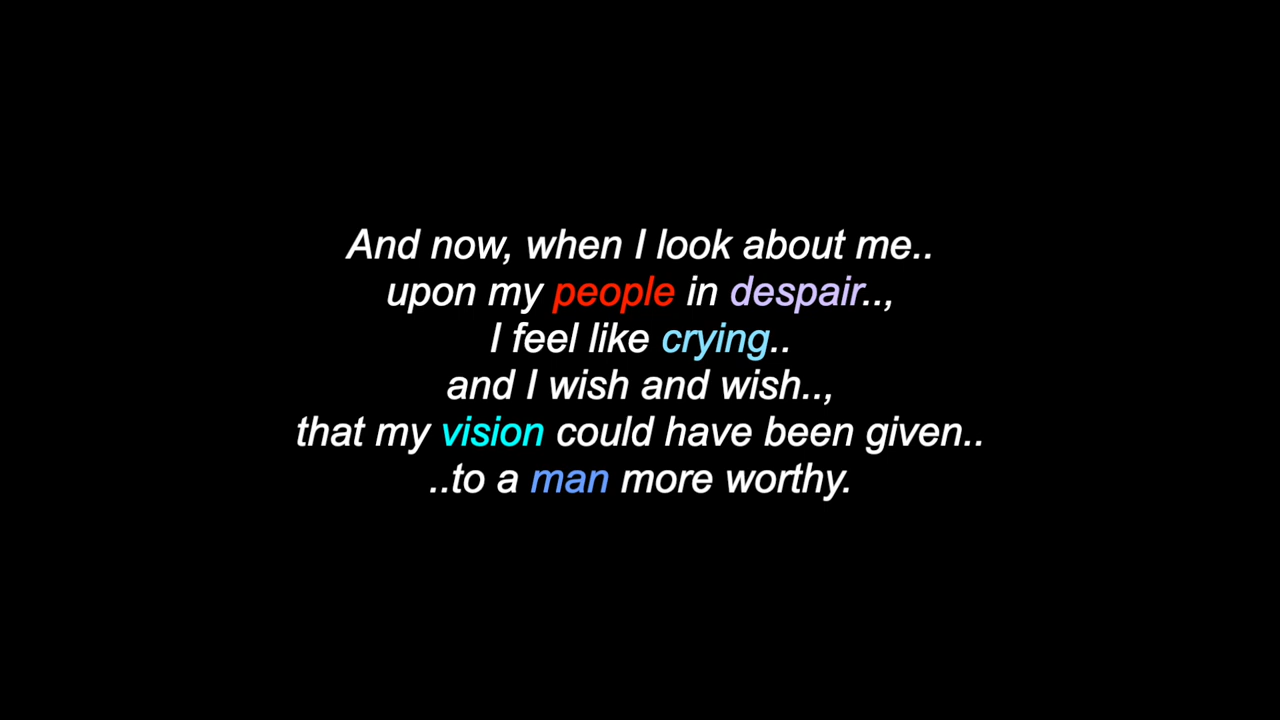 And now, when I look about me..
upon my people in despair..,
I feel like crying..
and I wish and wish..,
that my vision could have been given..
..to a man more worthy.